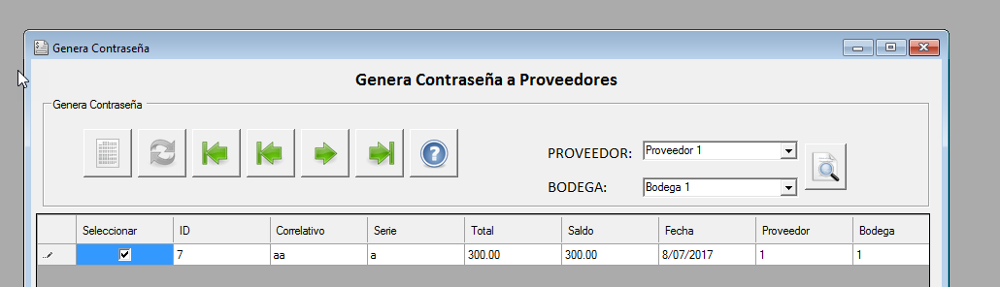 Genera Contraseña
Genera Contraseña a Proveedores
Genera Contraseña
PROVEEDOR: Proveedor 1
BODEGA: Bodega 1
Seleccionar ID Correlativo Serie Total Saldo Fecha Proveedor Bodega
7 aa a 300.00 300.00 8/07/2017 1 1